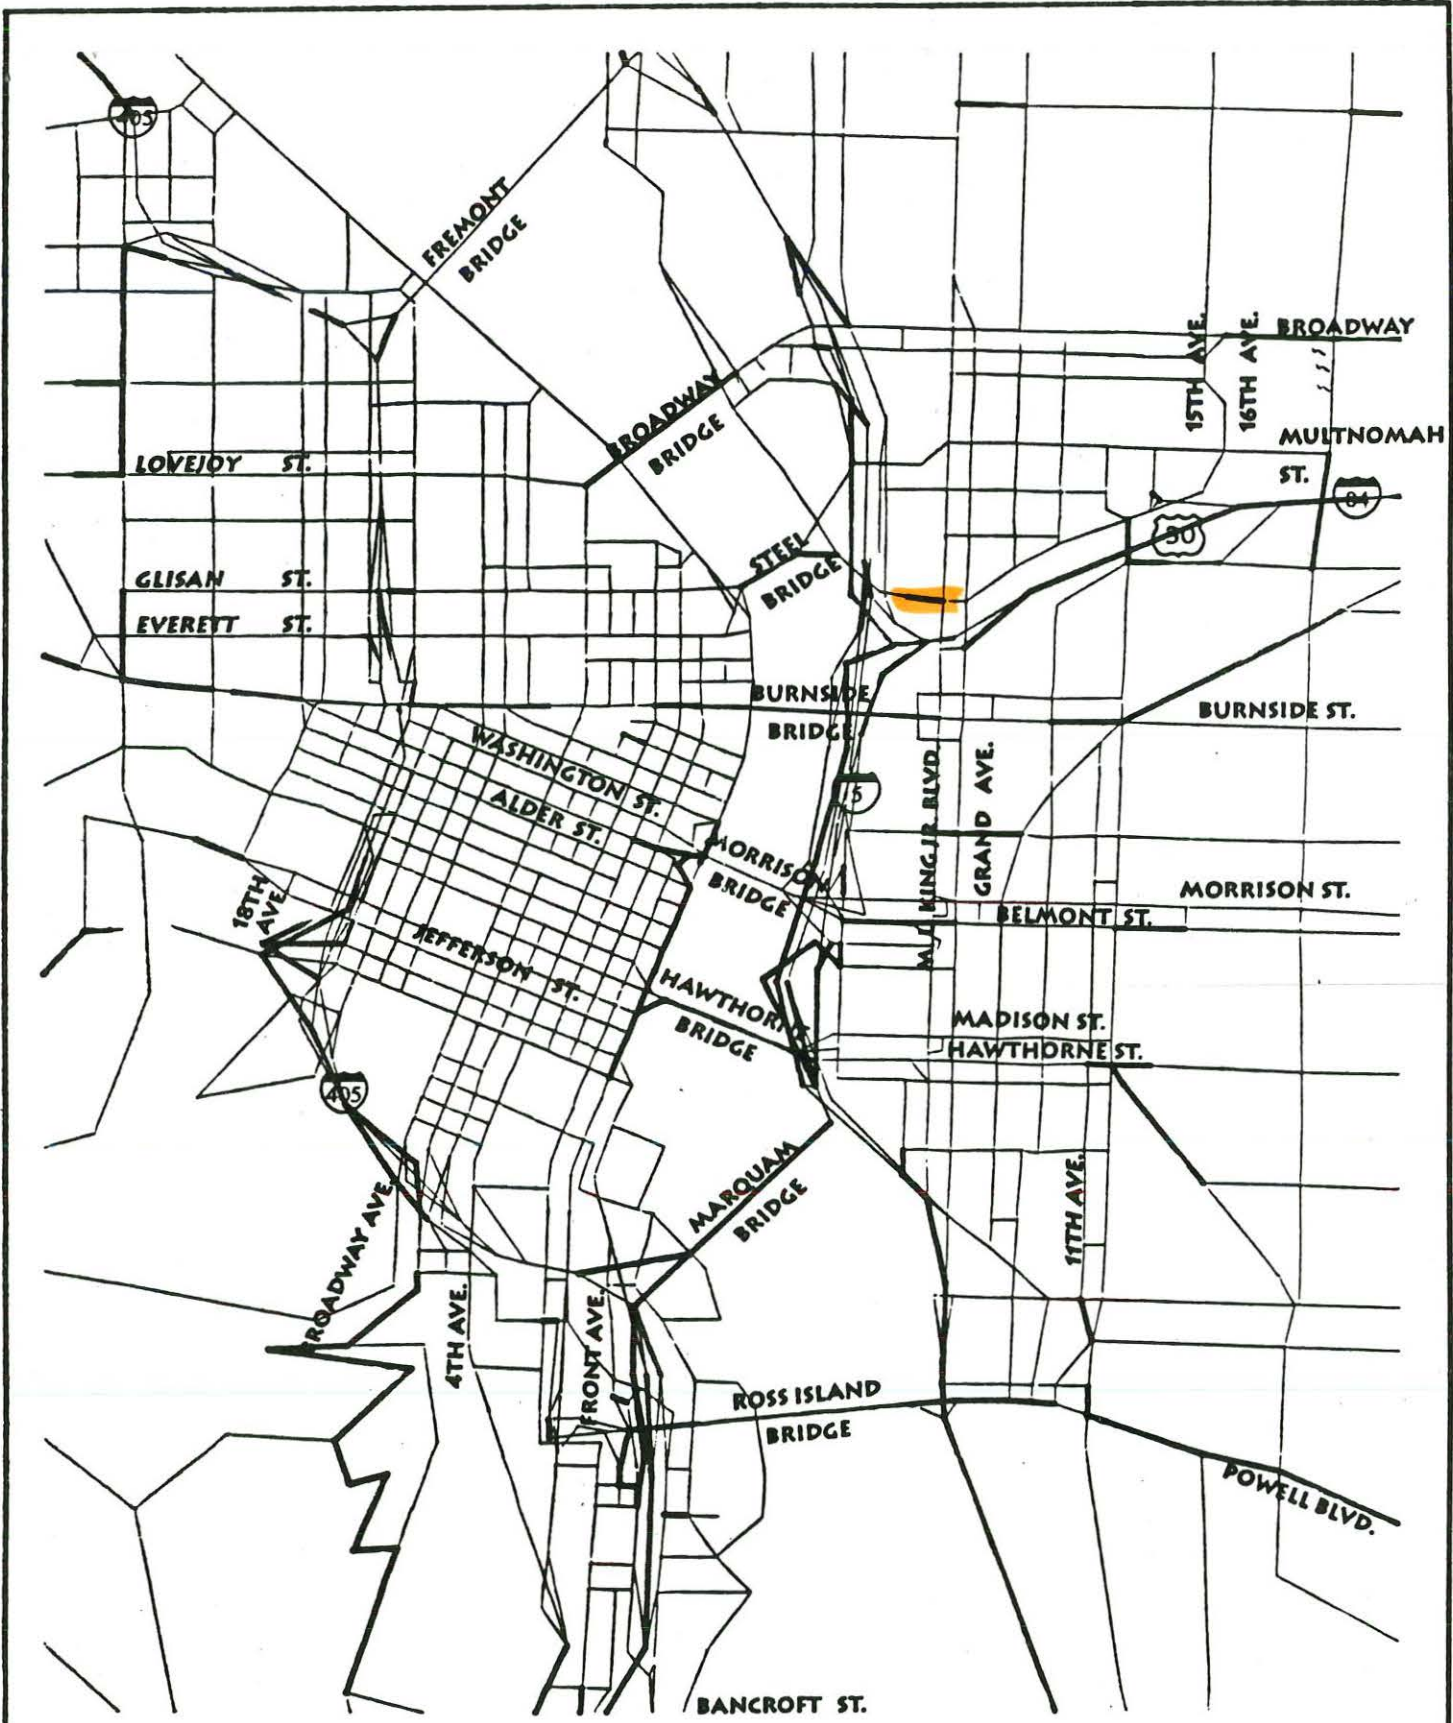 405
FREMONT
BRIDGE
15TH AVE.
16TH AVE.
BROADWAY
BROADWAY
BRIDGE
MULTNOMAH
ST.
LOVEJOY ST.
84
30
STEEL
BRIDGE
GLISAN ST.
EVERETT ST.
BURNSIDE
BRIDGE
BURNSIDE ST.
WASHINGTON ST.
ALDER ST.
5
M.L. KING JR. BLVD
GRAND AVE.
MORRISON
BRIDGE
MORRISON ST.
BELMONT ST.
18TH
AVE.
JEFFERSON ST.
HAWTHORNE
BRIDGE
MADISON ST.
HAWTHORNE ST.
405
MARQUAM
BRIDGE
11TH AVE.
BROADWAY AVE.
4TH AVE.
FRONT AVE.
ROSS ISLAND
BRIDGE
POWELL BLVD.
BANCROFT ST.